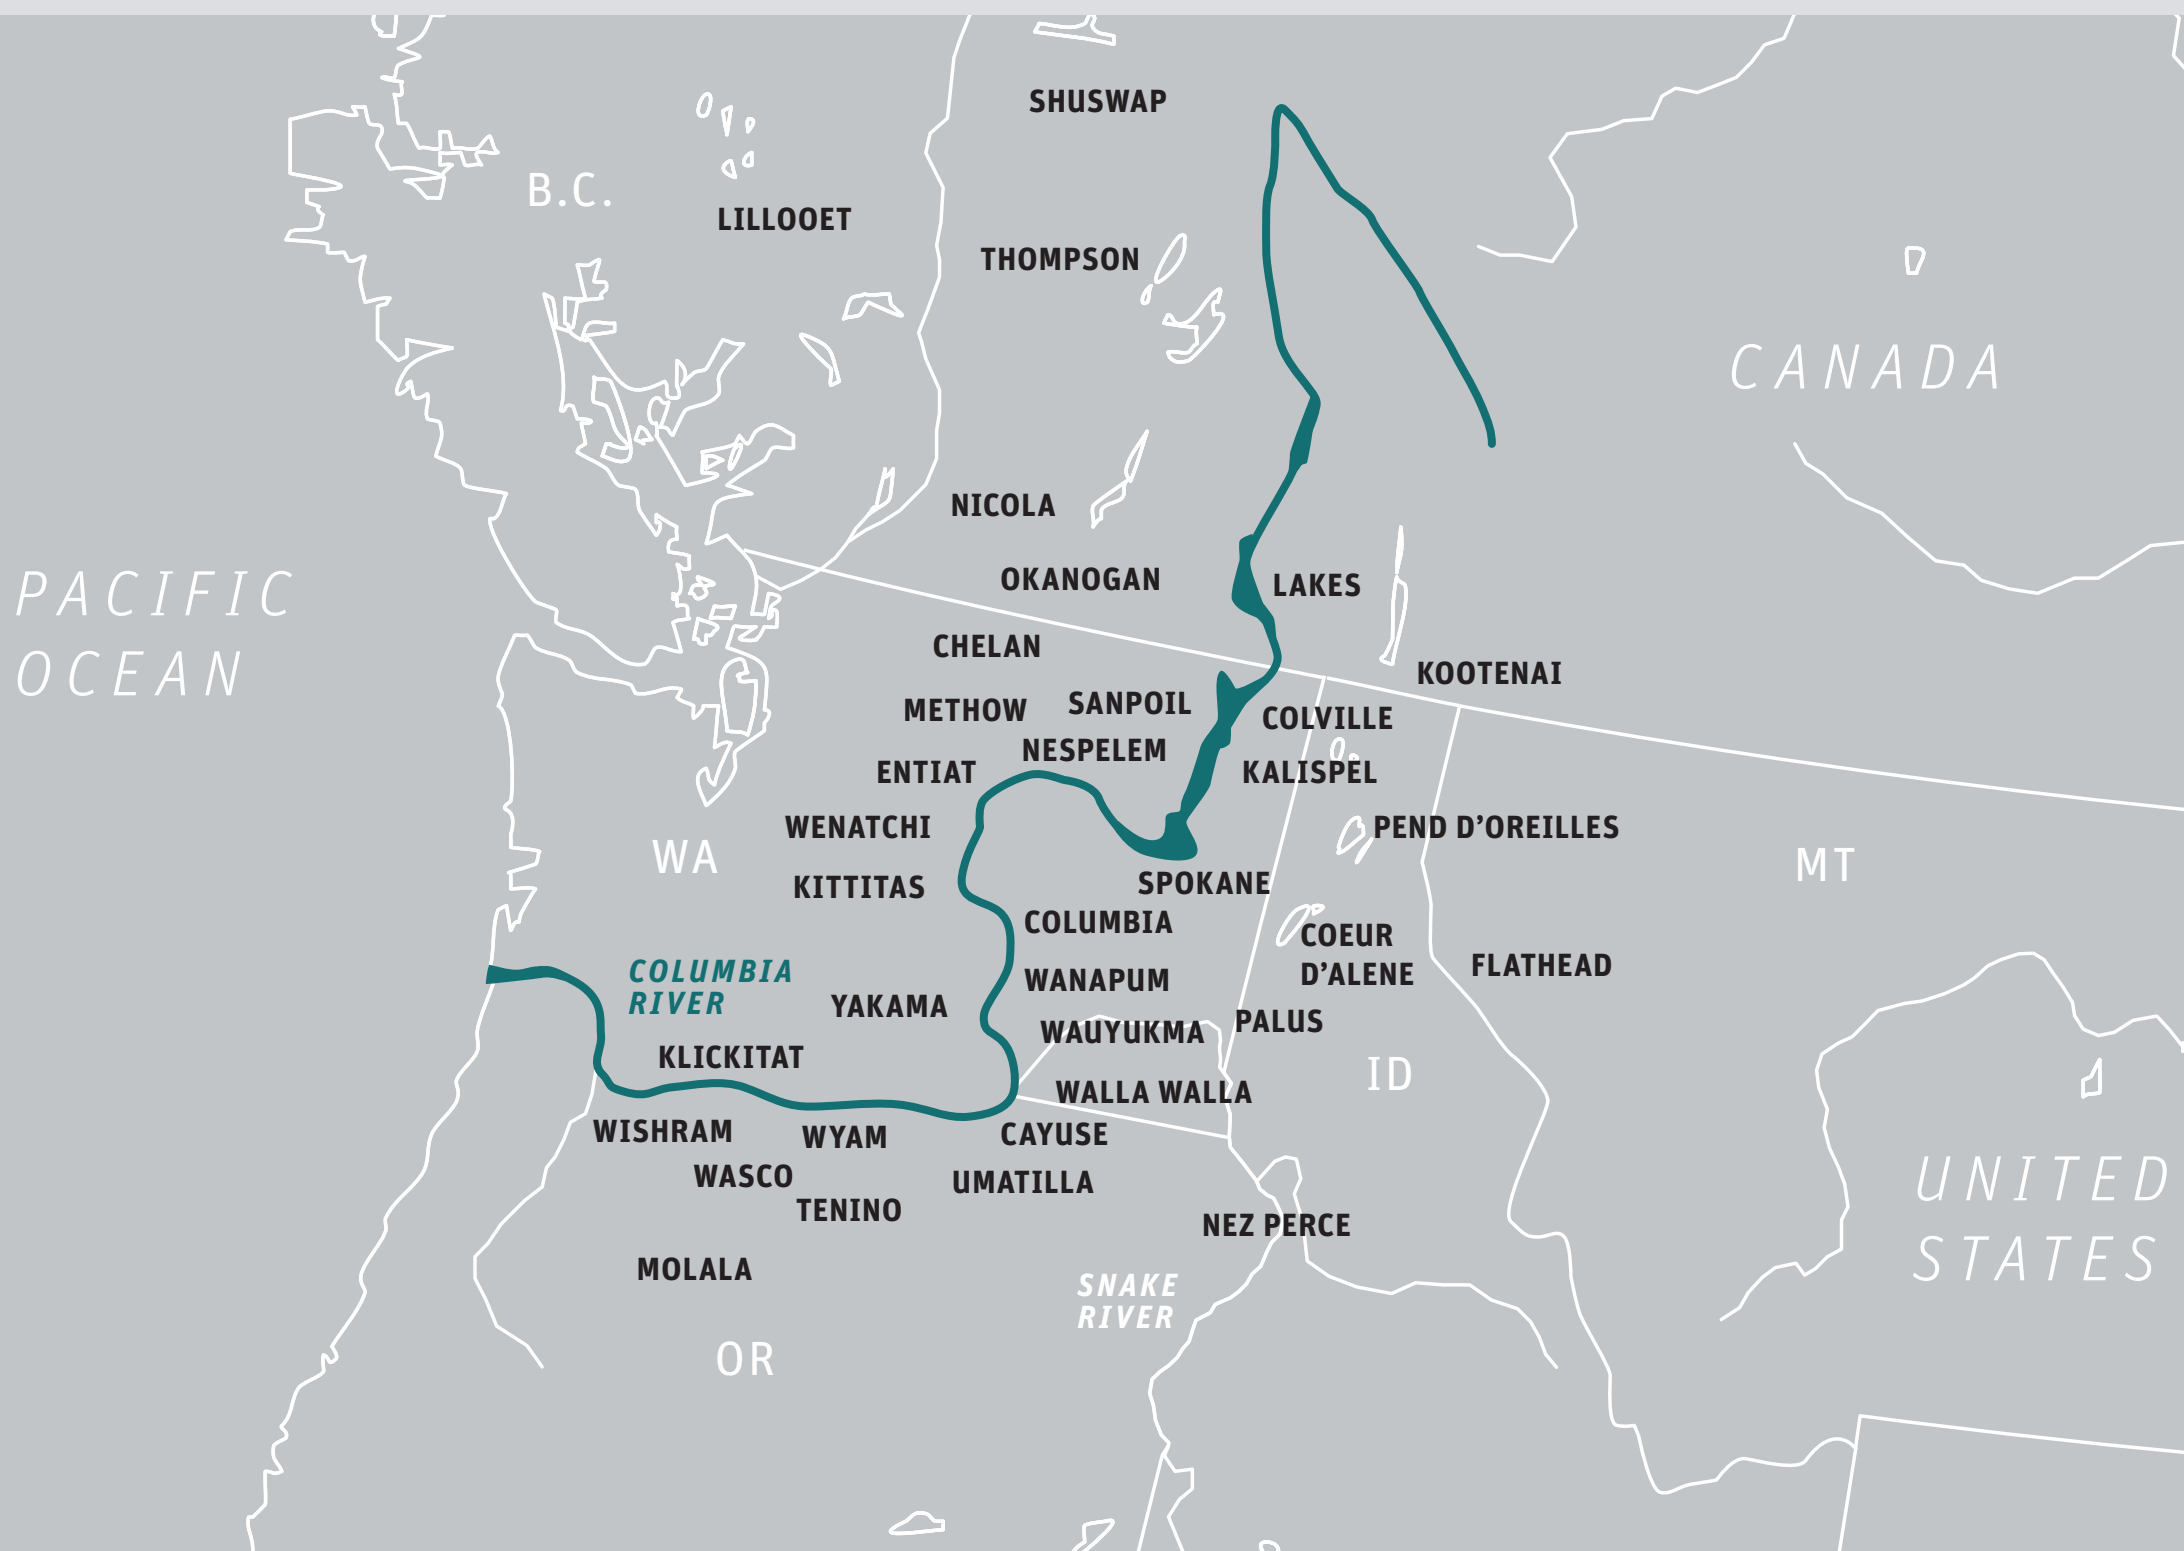 SHUSWAP
B.C.
LILLOOET
THOMPSON
CANADA
NICOLA
PACIFIC
OCEAN
OKANOGAN
LAKES
CHELAN
KOOTENAI
METHOW
SANPOIL
COLVILLE
NESPELEM
ENTIAT
KALISPEL
WENATCHI
PEND D’OREILLES
WA
MT
KITTITAS
SPOKANE
COLUMBIA
COEUR
D’ALENE
FLATHEAD
COLUMBIA
RIVER
WANAPUM
YAKAMA
PALUS
WAUYUKMA
KLICKITAT
ID
WALLA WALLA
WISHRAM
WYAM
CAYUSE
WASCO
UMATILLA
UNITED
STATES
TENINO
NEZ PERCE
MOLALA
SNAKE
RIVER
OR